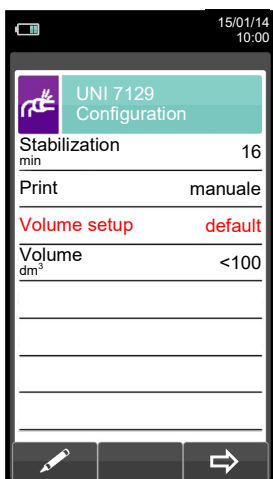 15/01/14
10:00
UNI 7129
Configuration
Stabilization
min
16
Print
manuale
Volume setup
default
Volume
dm³
<100